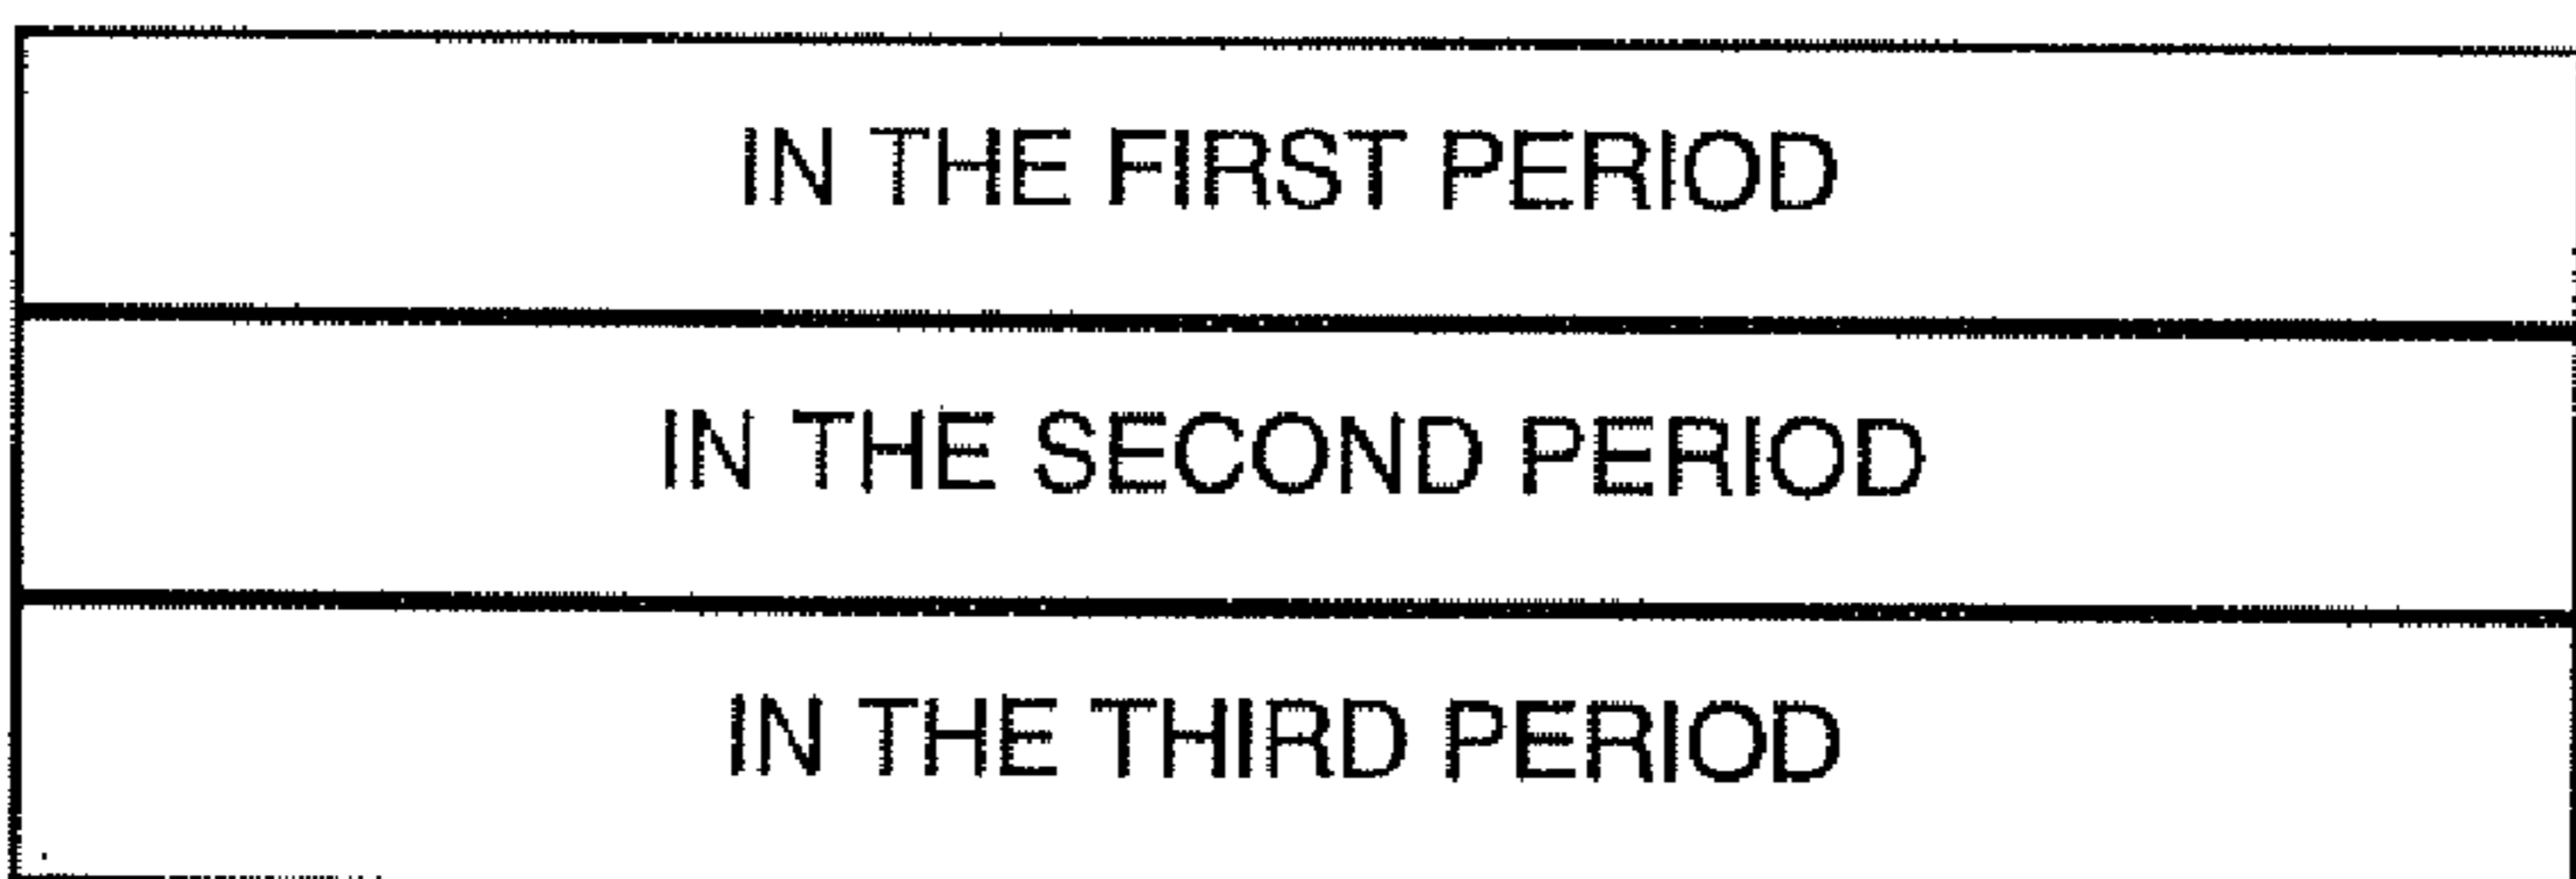 IN THE FIRST PERIOD
IN THE SECOND PERIOD
IN THE THIRD PERIOD